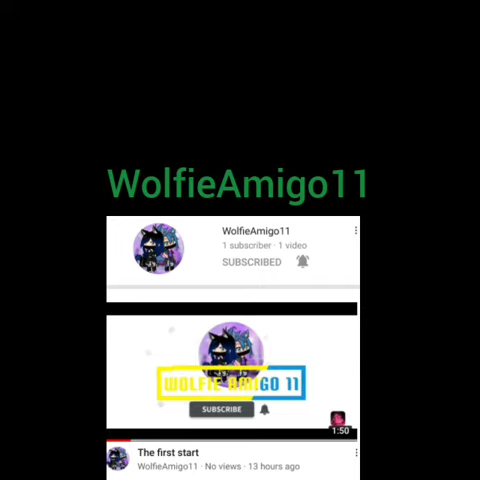 WolfieAmigo11
WolfieAmigo11
1 subscriber · 1 video
SUBSCRIBED
WOLFIE AMIGO 11
SUBSCRIBE
1:50
The first start
WolfieAmigo11 · No views · 13 hours ago